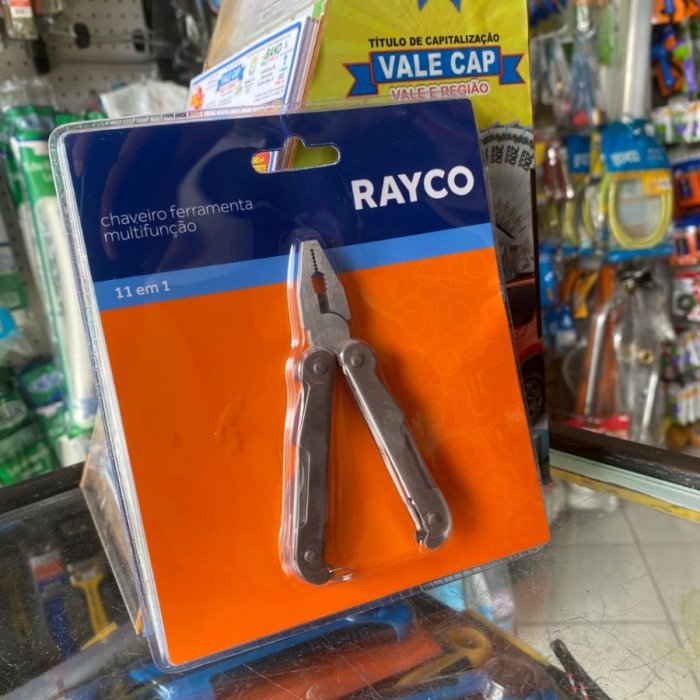 TÍTULO DE CAPITALIZAÇÃO
VALE CAP
VALE E REGIÃO
RAYCO
chaveiro ferramenta
multifunção
11 em 1